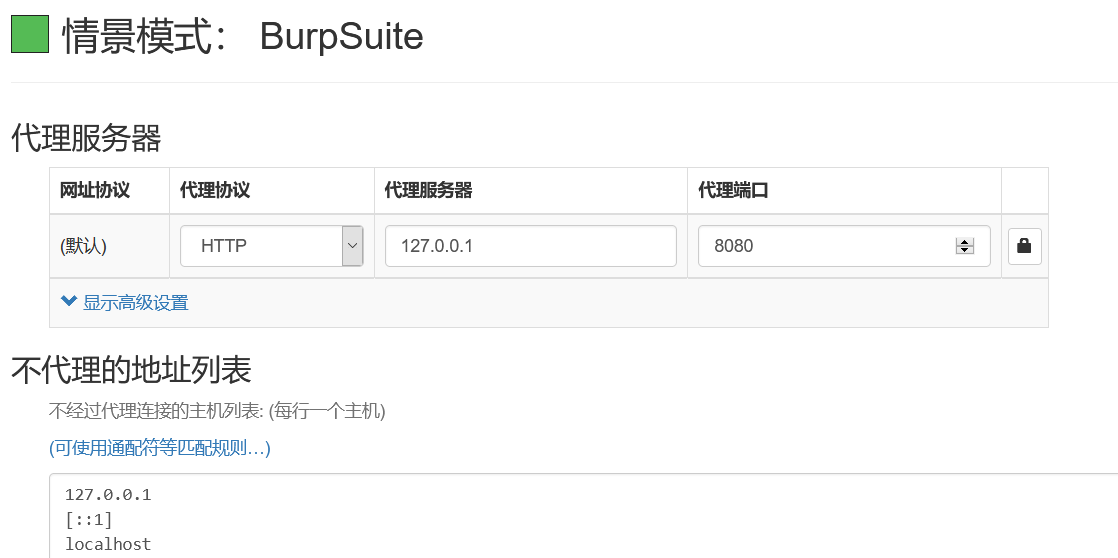 情景模式： BurpSuite
代理服务器
网址协议 代理协议 代理服务器 代理端口
(默认) HTTP 127.0.0.1 8080
显示高级设置
不代理的地址列表
不经过代理连接的主机列表: (每行一个主机)
(可使用通配符等匹配规则…)
127.0.0.1
[::1]
localhost